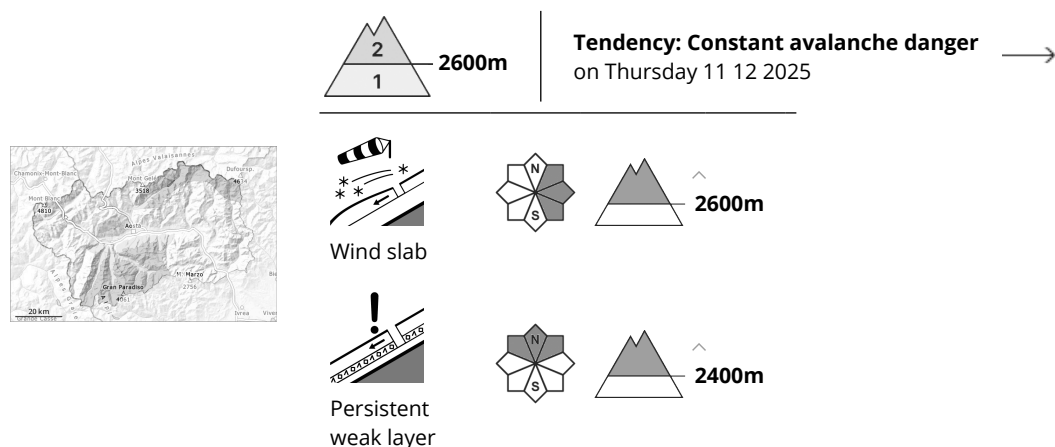 2
1
2600m
Tendency: Constant avalanche danger
on Thursday 11 12 2025
Alpes Valaisannes
Chamonix-Mont-Blanc
Dufoursp.
Mont Gelé
3518
Mont Blanc
4810
Aosta
M. Marzo
2756
Gran Paradiso
4061
20 km
Ivrea
N
S
2600m
Wind slab
N
S
2400m
Persistent
weak layer